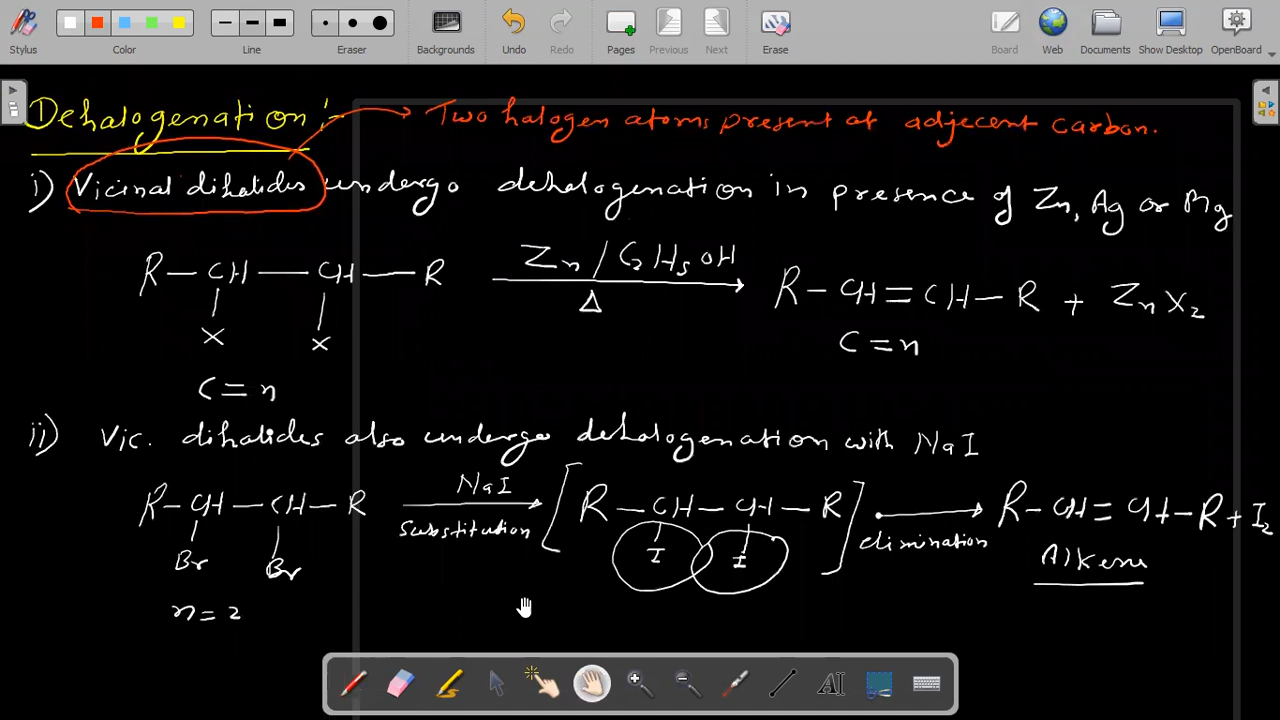 Stylus Color Line Eraser Backgrounds Undo Redo Pages Previous Next Erase Board Web Documents Show Desktop OpenBoard
Dehalogenation :- Two halogen atoms present at adjecent carbon.
i) Vicinal dihalides undergo dehalogenation in presence of Zn, Ag or Mg
R — CH — CH — R Zn / C2H5OH R — CH = CH — R + Zn X2
Δ
X X
C = n
C = n
ii) Vic. dihalides also undergo dehalogenation with NaI
R — CH — CH — R NaI [R — CH — CH — R] R — CH = CH — R + I2
substitution elimination
Br Br I I Alkene
n = 2
AI